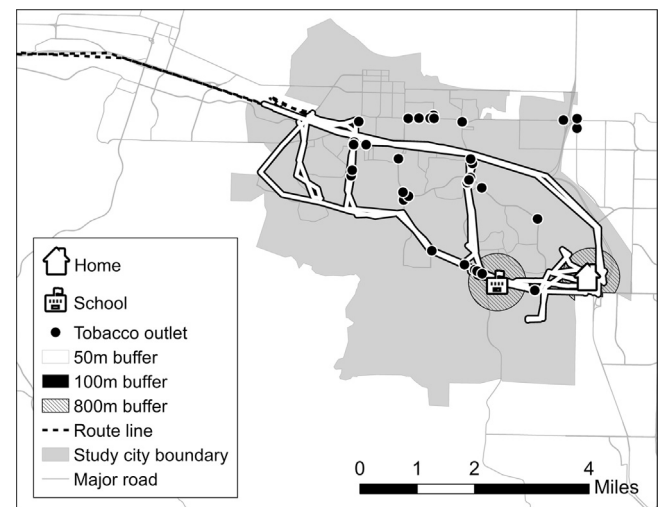 Home
School
Tobacco outlet
50m buffer
100m buffer
800m buffer
Route line
Study city boundary
Major road
0 1 2 4
Miles